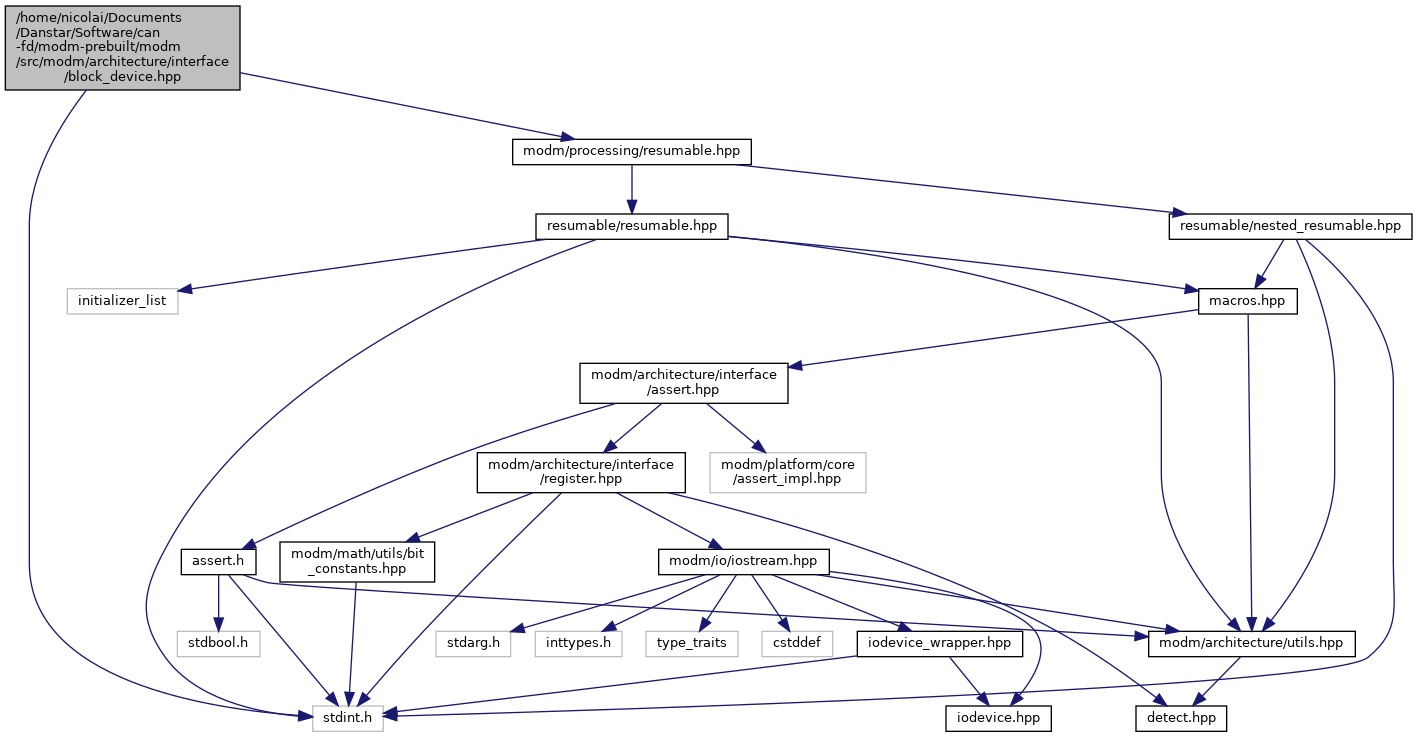 /home/nicolai/Documents
/Danstar/Software/can
-fd/modm-prebuilt/modm
/src/modm/architecture/interface
/block_device.hpp
modm/processing/resumable.hpp
resumable/resumable.hpp
resumable/nested_resumable.hpp
initializer_list
macros.hpp
modm/architecture/interface
/assert.hpp
modm/architecture/interface
/register.hpp
modm/platform/core
/assert_impl.hpp
assert.h
modm/math/utils/bit
_constants.hpp
modm/io/iostream.hpp
stdbool.h
stdarg.h
inttypes.h
type_traits
cstddef
iodevice_wrapper.hpp
modm/architecture/utils.hpp
stdint.h
iodevice.hpp
detect.hpp